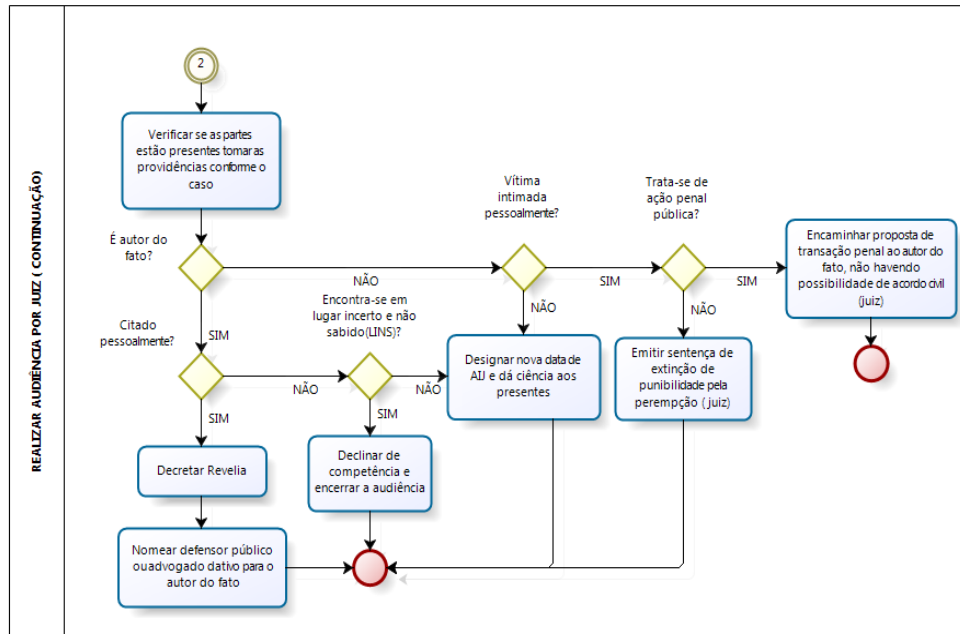 REALIZAR AUDIÊNCIA POR JUIZ ( CONTINUAÇÃO)
2
Verificar se as partes
estão presentes tomar as
providências conforme o
caso
É autor do
fato?
NÃO
SIM
Vítima
intimada
pessoalmente?
SIM
NÃO
Trata-se de
ação penal
pública?
SIM
NÃO
Encaminhar proposta de
transação penal ao autor do
fato, não havendo
possibilidade de acordo civil
(juiz)
Citado
pessoalmente?
NÃO
SIM
Encontra-se em
lugar incerto e não
sabido(LINS)?
NÃO
SIM
Designar nova data de
AIJ e dá ciência aos
presentes
Emitir sentença de
extinção de
punibilidade pela
perempção ( juiz)
Decretar Revelia
Declinar de
competência e
encerrar a audiência
Nomear defensor público
ou advogado dativo para o
autor do fato